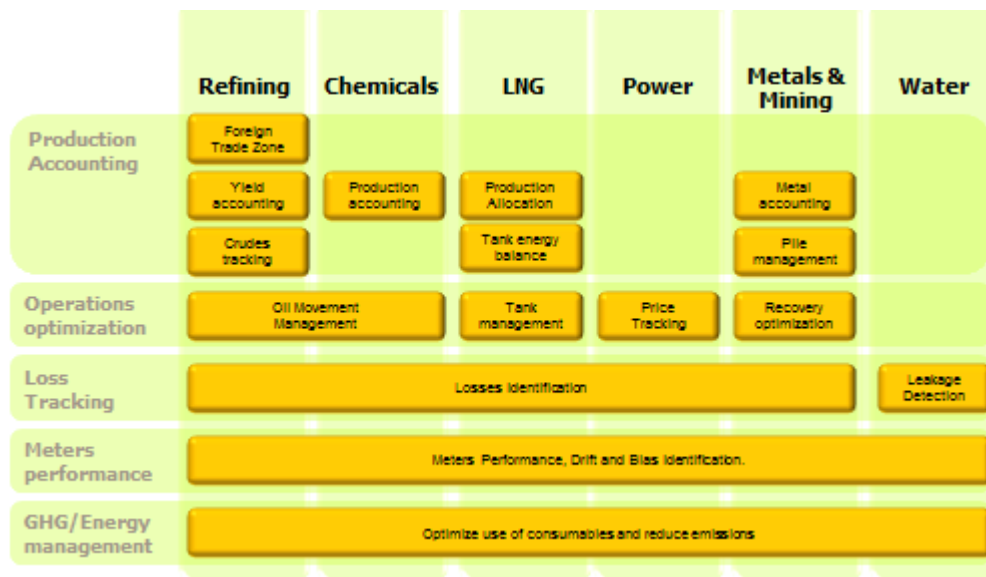 Refining
Chemicals
LNG
Power
Metals &
Mining
Water
Production
Accounting
Foreign
Trade Zone
Yield
accounting
Production
accounting
Production
Allocation
Metal
accounting
Crudes
tracking
Tank energy
balance
Pile
management
Operations
optimization
Oil Movement
Management
Tank
management
Price
Tracking
Recovery
optimization
Loss
Tracking
Losses Identification
Leakage
Detection
Meters
performance
Meters Performance, Drift and Bias Identification.
GHG/Energy
management
Optimize use of consumables and reduce emissions